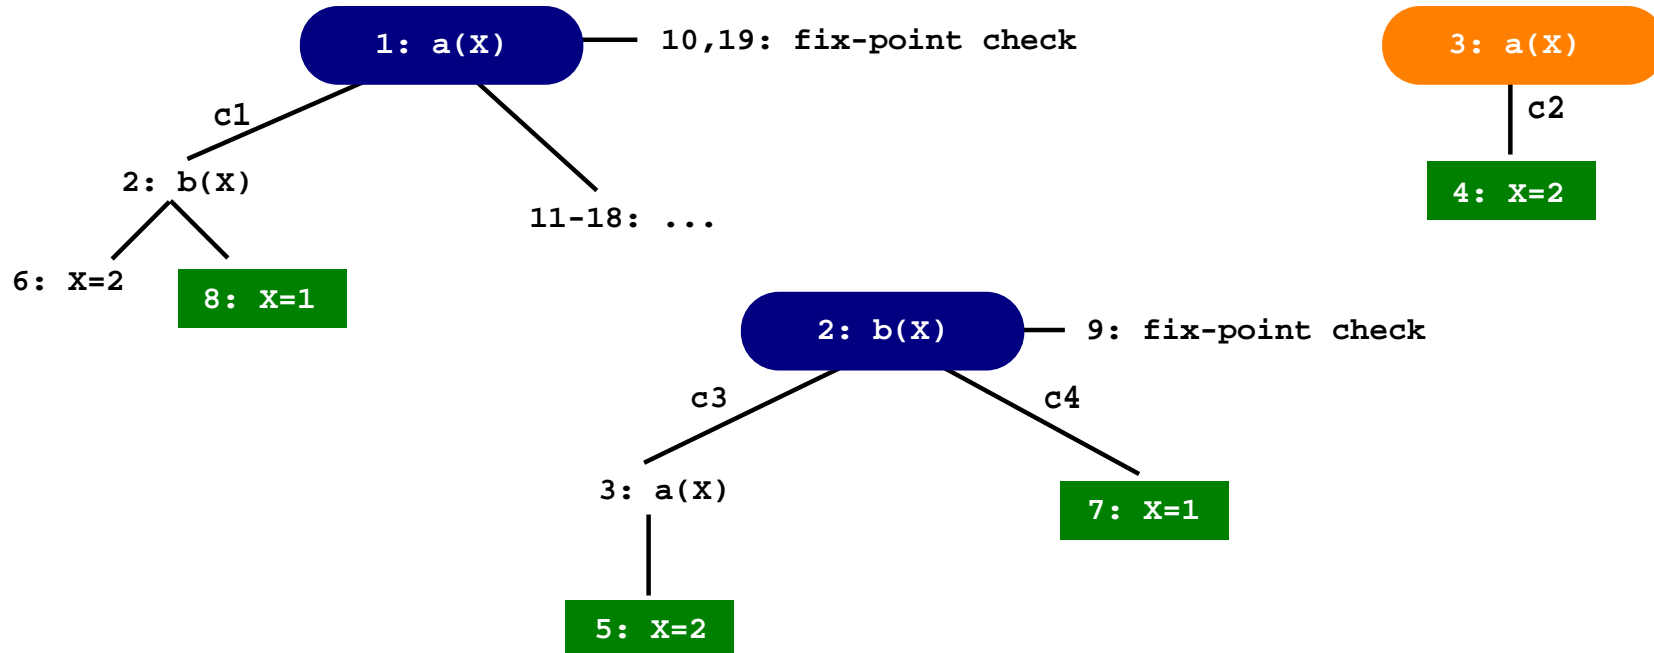 1: a(X)
10,19: fix-point check
3: a(X)
c1
c2
2: b(X)
4: X=2
11-18: ...
6: X=2
8: X=1
2: b(X)
9: fix-point check
c3
c4
3: a(X)
7: X=1
5: X=2